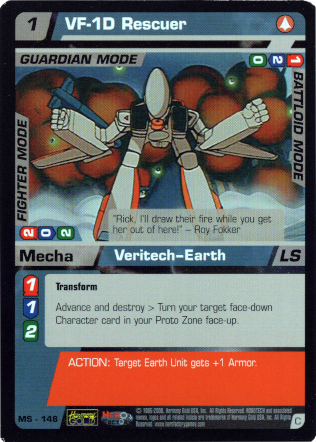 1 VF-1D Rescuer
GUARDIAN MODE
0 2 1
FIGHTER MODE
BATTLOID MODE
"Rick, I'll draw their fire while you get
her out of here!" – Roy Fokker
2 0 2
Mecha Veritech-Earth LS
1 Transform
1 Advance and destroy > Turn your target face-down
Character card in your Proto Zone face-up.
2
ACTION: Target Earth Unit gets +1 Armor.
MS - 146
Harmony
GOLD
C